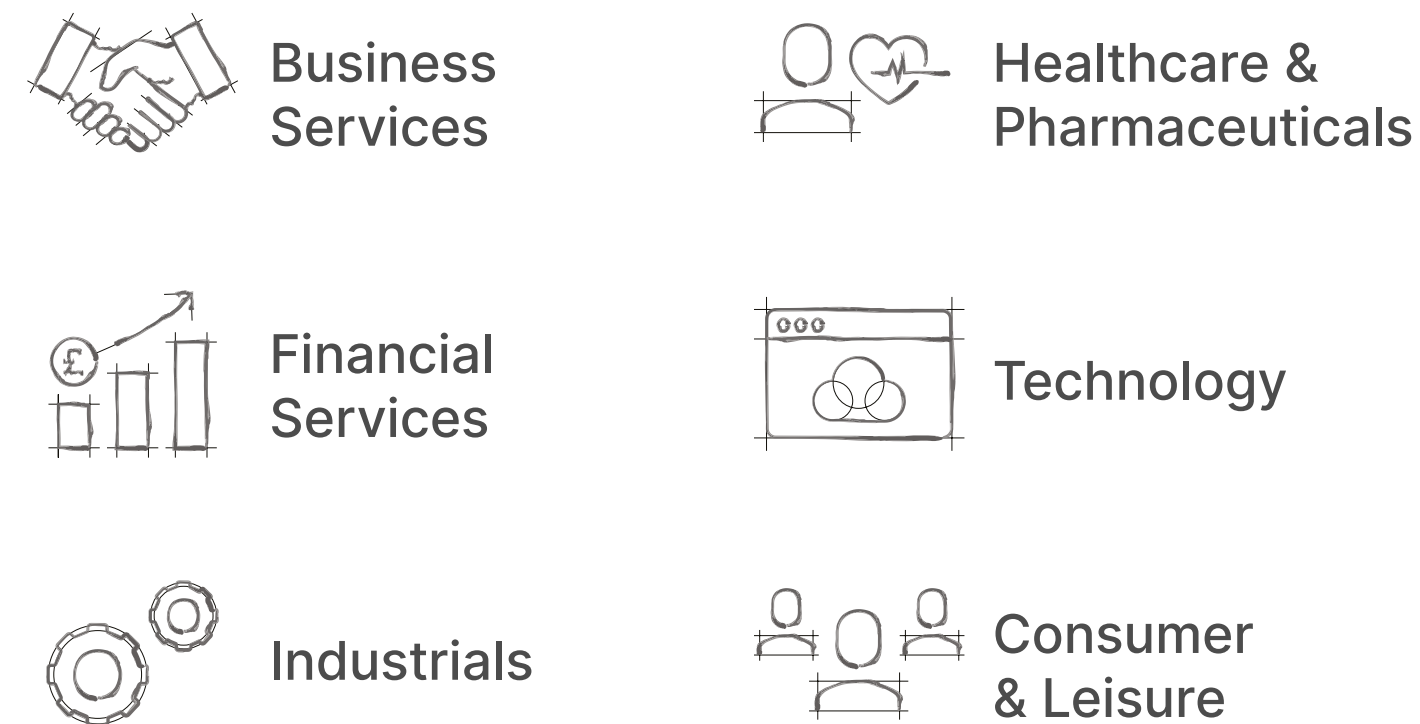 Business
Services
Healthcare &
Pharmaceuticals
£
Financial
Services
Technology
Industrials
Consumer
& Leisure